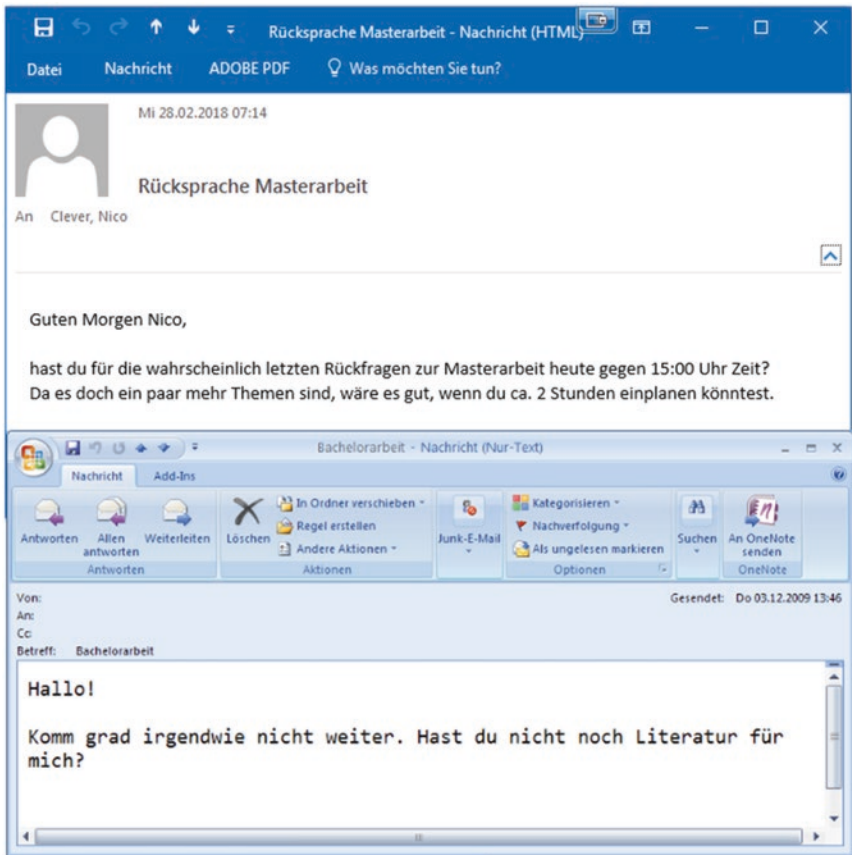 Rücksprache Masterarbeit - Nachricht (HTML)
Datei Nachricht ADOBE PDF Was möchten Sie tun?
Mi 28.02.2018 07:14
Rücksprache Masterarbeit
An Clever, Nico
Guten Morgen Nico,
hast du für die wahrscheinlich letzten Rückfragen zur Masterarbeit heute gegen 15:00 Uhr Zeit?
Da es doch ein paar mehr Themen sind, wäre es gut, wenn du ca. 2 Stunden einplanen könntest.
Bachelorarbeit - Nachricht (Nur-Text)
Nachricht Add-Ins
Antworten
Allen
antworten
Weiterleiten
Antworten
Löschen
In Ordner verschieben
Regel erstellen
Andere Aktionen
Aktionen
Junk-E-Mail
Kategorisieren
Nachverfolgung
Als ungelesen markieren
Optionen
Suchen
An OneNote
senden
OneNote
Von: Gesendet: Do 03.12.2009 13:46
An:
Cc:
Betreff: Bachelorarbeit
Hallo!
Komm grad irgendwie nicht weiter. Hast du nicht noch Literatur für
mich?